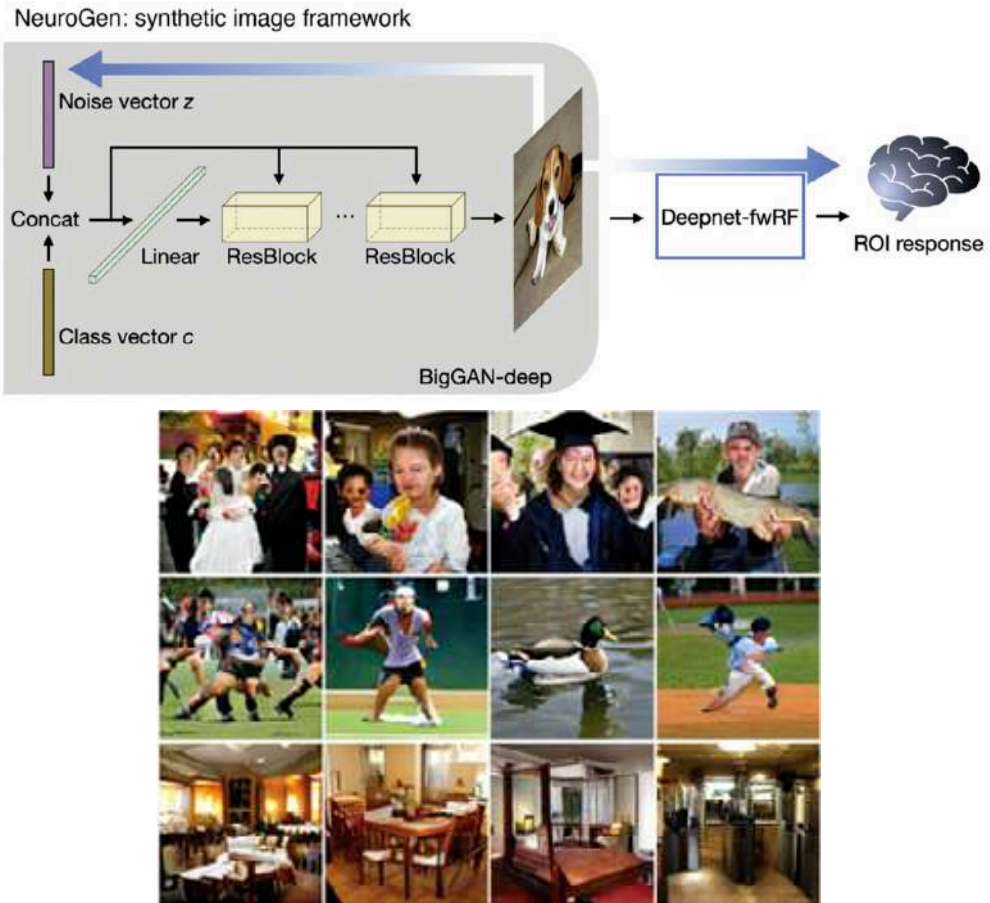 NeuroGen: synthetic image framework
Noise vector z
Concat
Linear
ResBlock
...
ResBlock
Class vector c
BigGAN-deep
Deepnet-fwRF
ROI response